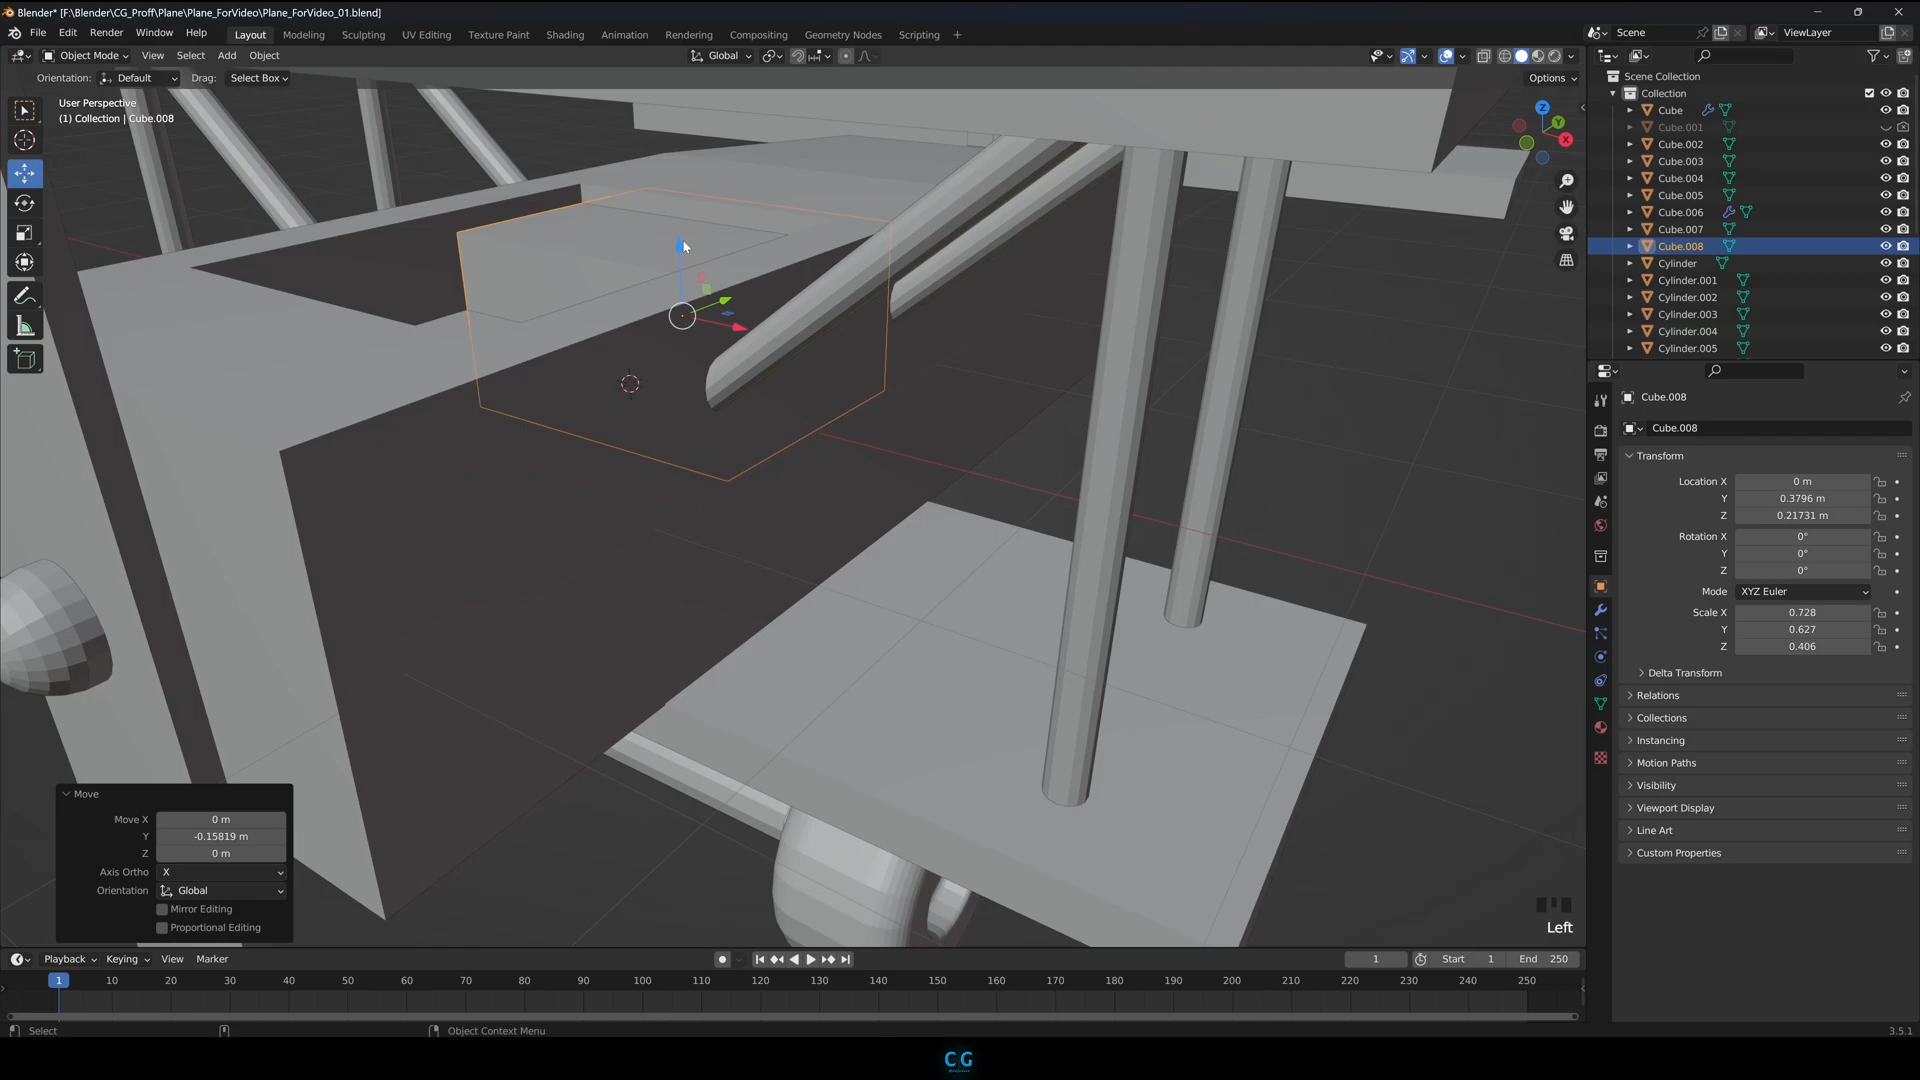 Blender* [F:\Blender\CG_Proff\Plane\Plane_ForVideo\Plane_ForVideo_01.blend]
File Edit Render Window Help Layout Modeling Sculpting UV Editing Texture Paint Shading Animation Rendering Compositing Geometry Nodes Scripting + Scene ViewLayer
Object Mode View Select Add Object Global
Orientation: Default Drag: Select Box Options
User Perspective
(1) Collection | Cube.008
Z
Y
X
Scene Collection
Collection
Cube
Cube.001
Cube.002
Cube.003
Cube.004
Cube.005
Cube.006
Cube.007
Cube.008
Cylinder
Cylinder.001
Cylinder.002
Cylinder.003
Cylinder.004
Cylinder.005
Cube.008
Cube.008
Transform
Location X 0 m
Y 0.3796 m
Z 0.21731 m
Rotation X 0°
Y 0°
Z 0°
Mode XYZ Euler
Scale X 0.728
Y 0.627
Z 0.406
Delta Transform
Relations
Collections
Instancing
Motion Paths
Visibility
Viewport Display
Line Art
Custom Properties
Move
Move X 0 m
Y -0.15819 m
Z 0 m
Axis Ortho X
Orientation Global
Mirror Editing
Proportional Editing
Left
Playback Keying View Marker 1 Start 1 End 250
1 10 20 30 40 50 60 70 80 90 100 110 120 130 140 150 160 170 180 190 200 210 220 230 240 250
Select Object Context Menu 3.5.1
CG